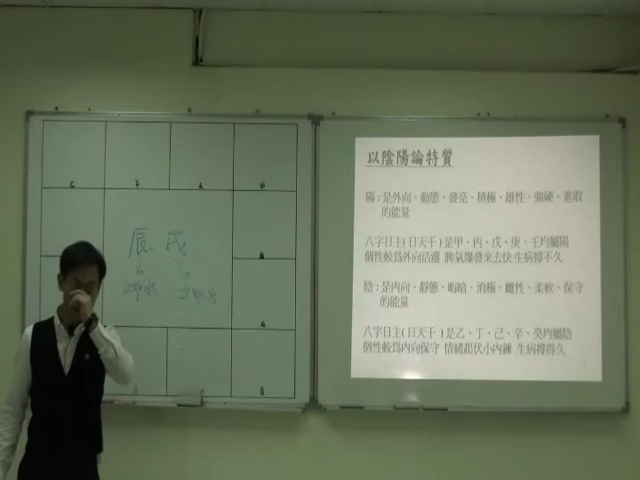 辰 戌
以陰陽論特質
陽：是外向、動態、發亮、積極、雄性、強硬、進取
的能量
八字日主(日天干)是甲、丙、戊、庚、壬均屬陽
個性較為外向活潑 脾氣爆發來去快 生病撐不久
陰：是內向、靜態、晦暗、消極、雌性、柔軟、保守
的能量
八字日主(日天干)是乙、丁、己、辛、癸均屬陰
個性較為內向保守 情緒起伏小內鍊 生病撐得久